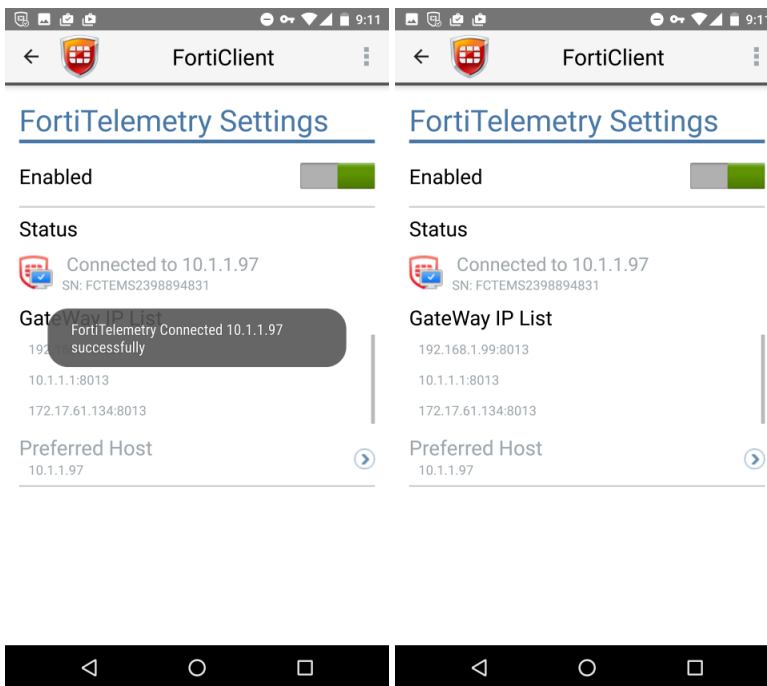 9:11
FortiClient
FortiTelemetry Settings
Enabled
Status
Connected to 10.1.1.97
SN: FCTEMS2398894831
GateWay IP List
FortiTelemetry Connected 10.1.1.97
successfully
192
10.1.1.1:8013
172.17.61.134:8013
Preferred Host
10.1.1.97
9:1
FortiClient
FortiTelemetry Settings
Enabled
Status
Connected to 10.1.1.97
SN: FCTEMS2398894831
GateWay IP List
192.168.1.99:8013
10.1.1.1:8013
172.17.61.134:8013
Preferred Host
10.1.1.97